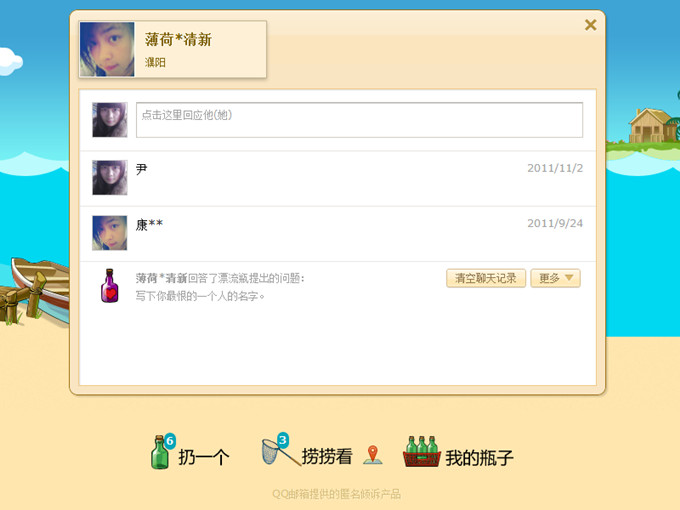 薄荷*清新
濮阳
点击这里回应他(她)
尹
2011/11/2
康**
2011/9/24
薄荷*清新回答了漂流瓶提出的问题:
清空聊天记录
更多
写下你最恨的一个人的名字。
6
扔一个
3
捞捞看
我的瓶子
QQ邮箱提供的匿名倾诉产品